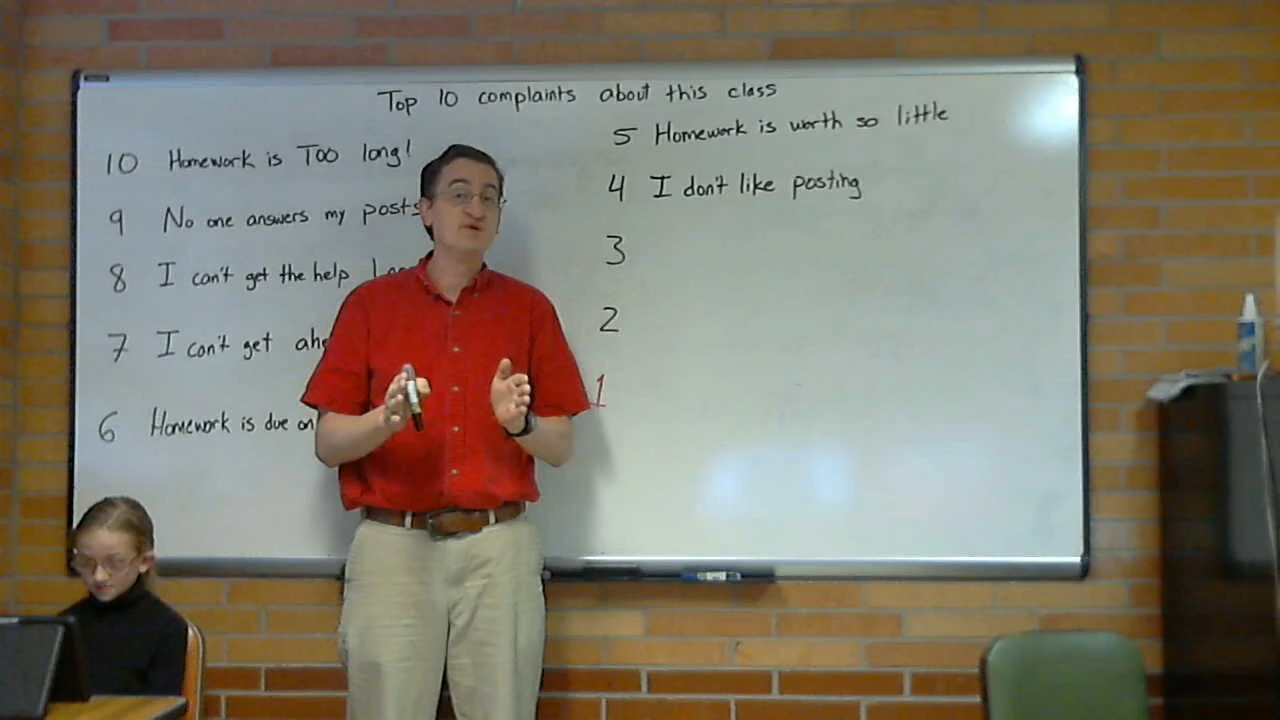 Top 10 complaints about this class
10 Homework is Too long!
9 No one answers my posts
8 I can't get the help I
7 I can't get
6 Homework is due on
5 Homework is worth so little
4 I don't like posting
3
2
1